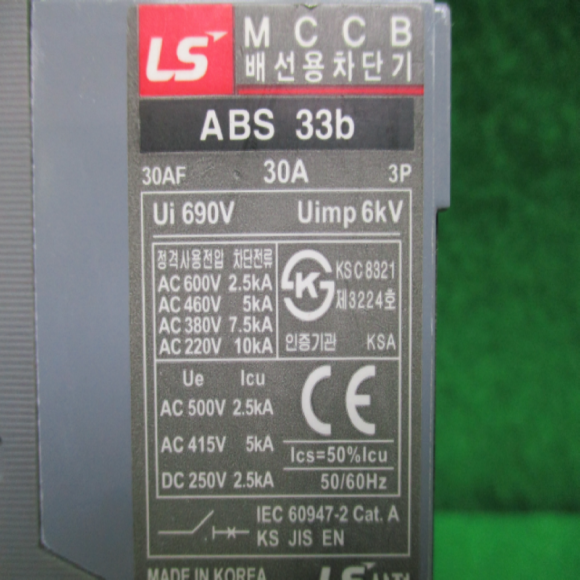 LS
MCCB
배선용차단기
ABS 33b
30AF 30A 3P
Ui 690V Uimp 6kV
정격사용전압 차단전류
AC 600V 2.5kA
AC 460V 5kA
AC 380V 7.5kA
AC 220V 10kA
KS C 8321
제3224호
인증기관 KSA
Ue Icu
AC 500V 2.5kA
AC 415V 5kA
DC 250V 2.5kA
CE
Ics=50%Icu
50/60Hz
IEC 60947-2 Cat. A
KS JIS EN
MADE IN KOREA
LS